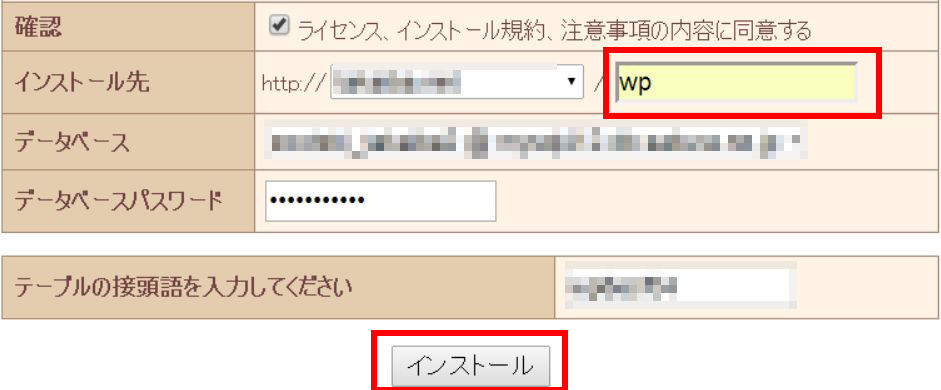 確認 ライセンス、インストール規約、注意事項の内容に同意する
インストール先 http:// / wp
データベース
データベースパスワード •••••••••••
テーブルの接頭語を入力してください
インストール